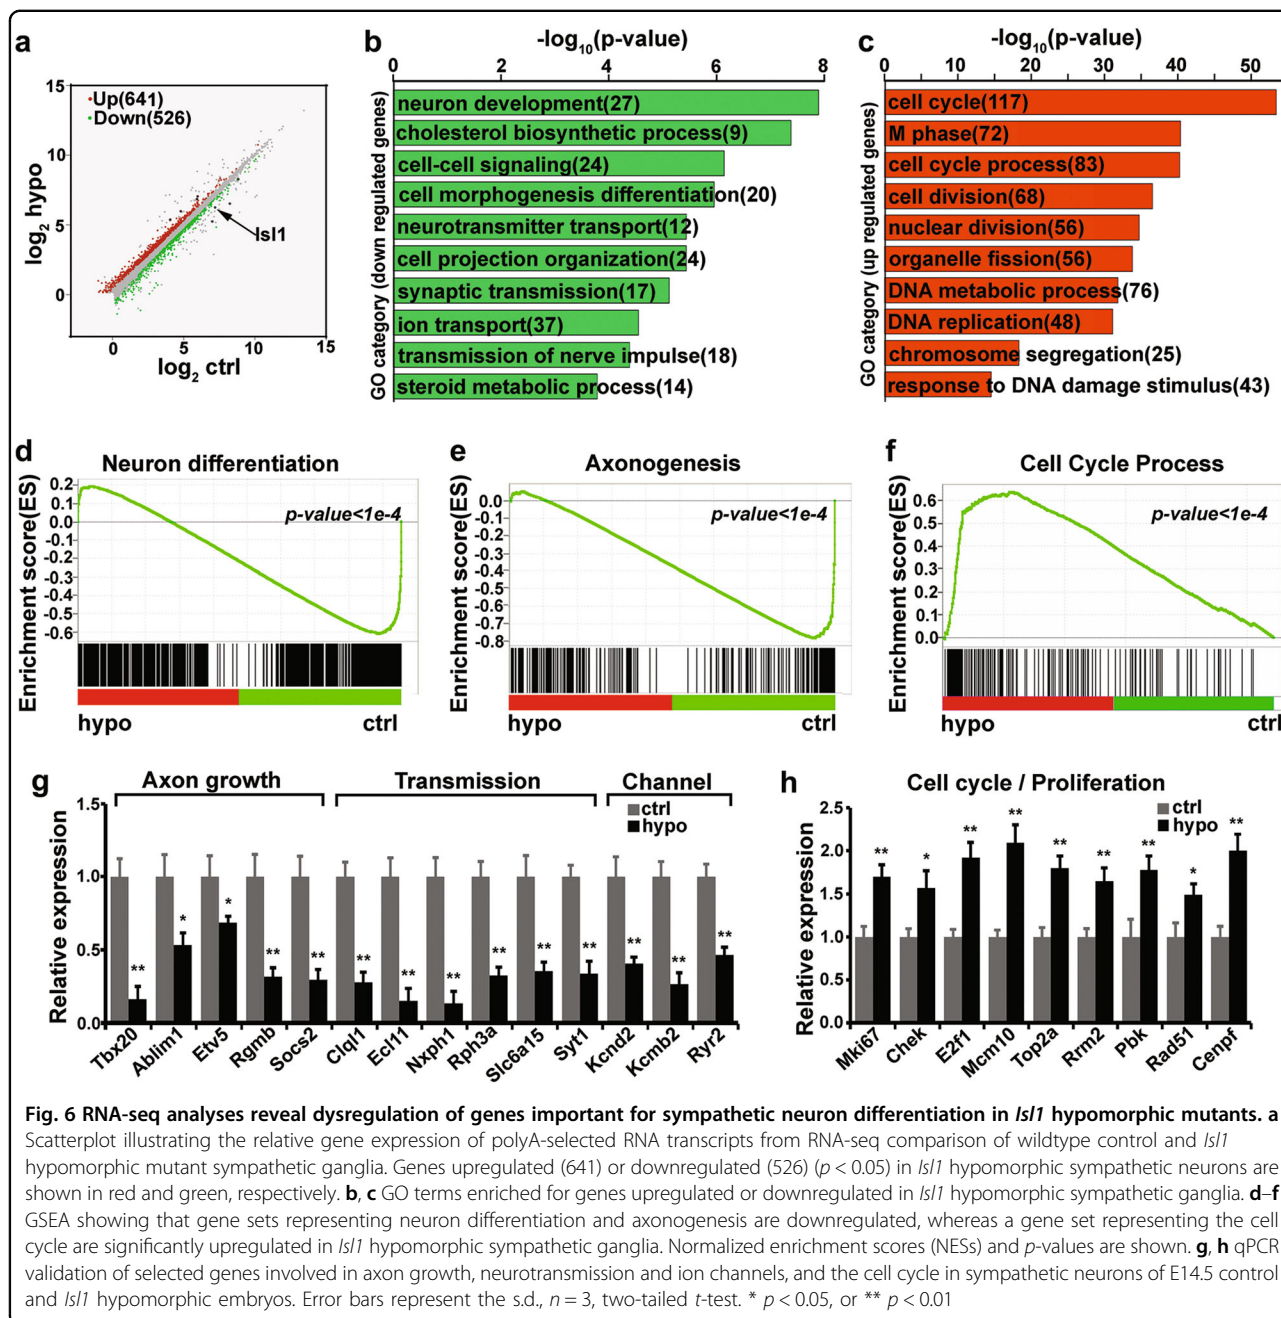 a
15
Up(641)
Down(526)
10
5
0
log2 hypo
Isl1
0
5
10
15
log2 ctrl
b
-log10(p-value)
0
2
4
6
8
GO category (down regulated genes)
neuron development(27)
cholesterol biosynthetic process(9)
cell-cell signaling(24)
cell morphogenesis differentiation(20)
neurotransmitter transport(12)
cell projection organization(24)
synaptic transmission(17)
ion transport(37)
transmission of nerve impulse(18)
steroid metabolic process(14)
c
-log10(p-value)
0
10
20
30
40
50
GO category (up regulated genes)
cell cycle(117)
M phase(72)
cell cycle process(83)
cell division(68)
nuclear division(56)
organelle fission(56)
DNA metabolic process(76)
DNA replication(48)
chromosome segregation(25)
response to DNA damage stimulus(43)
d
Neuron differentiation
Enrichment score(ES)
0.2
0.1
0.0
-0.1
-0.2
-0.3
-0.4
-0.5
-0.6
p-value<1e-4
hypo
ctrl
e
Axonogenesis
Enrichment score(ES)
0.0
-0.1
-0.2
-0.3
-0.4
-0.5
-0.6
-0.7
-0.8
p-value<1e-4
hypo
ctrl
f
Cell Cycle Process
Enrichment score(ES)
0.6
0.5
0.4
0.3
0.2
0.1
0.0
p-value<1e-4
hypo
ctrl
g
Axon growth
Transmission
Channel
ctrl
hypo
Relative expression
1.5
1.0
0.5
0.0
**
*
*
**
**
**
**
**
**
**
**
**
**
**
Tbx20
Ablim1
Etv5
Rgmb
Socs2
Clql1
Ecl11
Nxph1
Rph3a
Slc6a15
Syt1
Kcnd2
Kcmb2
Ryr2
h
Cell cycle / Proliferation
ctrl
hypo
Relative expression
2.5
2.0
1.5
1.0
0.5
0.0
**
*
**
**
**
**
**
*
**
Mki67
Chek
E2f1
Mcm10
Top2a
Rrm2
Pbk
Rad51
Cenpf
Fig. 6 RNA-seq analyses reveal dysregulation of genes important for sympathetic neuron differentiation in Isl1 hypomorphic mutants. a
Scatterplot illustrating the relative gene expression of polyA-selected RNA transcripts from RNA-seq comparison of wildtype control and Isl1
hypomorphic mutant sympathetic ganglia. Genes upregulated (641) or downregulated (526) (p < 0.05) in Isl1 hypomorphic sympathetic neurons are
shown in red and green, respectively. b, c GO terms enriched for genes upregulated or downregulated in Isl1 hypomorphic sympathetic ganglia. d–f
GSEA showing that gene sets representing neuron differentiation and axonogenesis are downregulated, whereas a gene set representing the cell
cycle are significantly upregulated in Isl1 hypomorphic sympathetic ganglia. Normalized enrichment scores (NESs) and p-values are shown. g, h qPCR
validation of selected genes involved in axon growth, neurotransmission and ion channels, and the cell cycle in sympathetic neurons of E14.5 control
and Isl1 hypomorphic embryos. Error bars represent the s.d., n = 3, two-tailed t-test. * p < 0.05, or ** p < 0.01